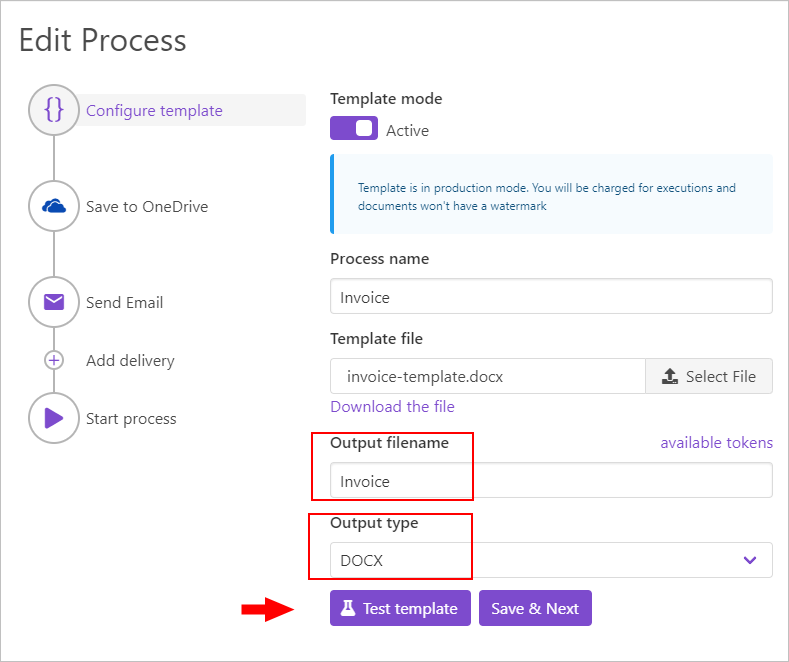 Edit Process
Configure template
Save to OneDrive
Send Email
Add delivery
Start process
Template mode
Active
Template is in production mode. You will be charged for executions and
documents won't have a watermark
Process name
Invoice
Template file
invoice-template.docx
Select File
Download the file
Output filename
available tokens
Invoice
Output type
DOCX
Test template
Save & Next